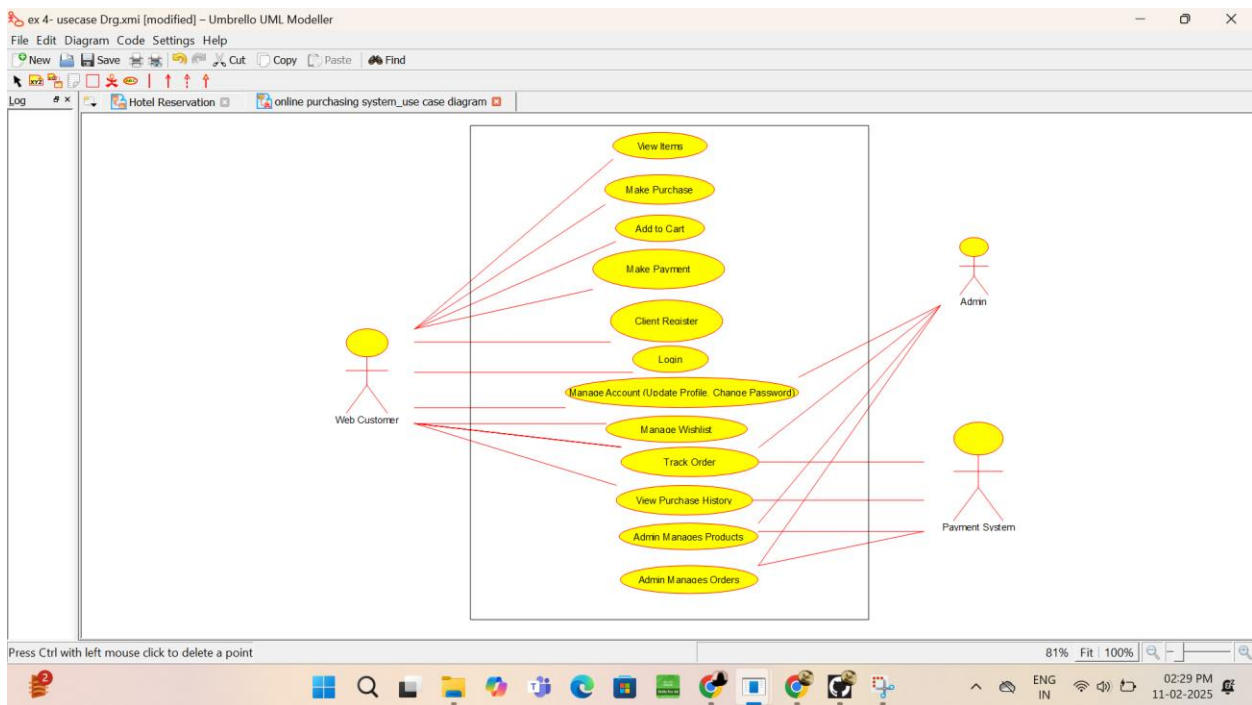 ex 4- usecase Drg.xmi [modified] – Umbrello UML Modeller
File Edit Diagram Code Settings Help
New Save Cut Copy Paste Find
Log Hotel Reservation online purchasing system_use case diagram
View Items
Make Purchase
Add to Cart
Make Payment
Admin
Client Register
Login
Manage Account (Update Profile, Change Password)
Web Customer
Manage Wishlist
Track Order
View Purchase History
Payment System
Admin Manages Products
Admin Manages Orders
Press Ctrl with left mouse click to delete a point
81% Fit 100%
2
ENG
IN
02:29 PM
11-02-2025